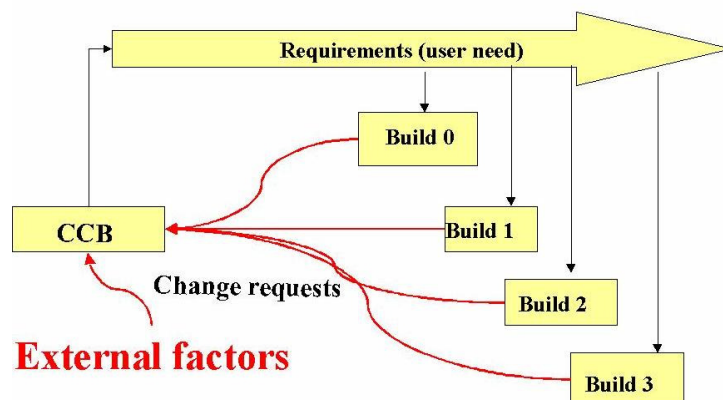 Requirements (user need)
Build 0
Build 1
CCB
Change requests
Build 2
External factors
Build 3